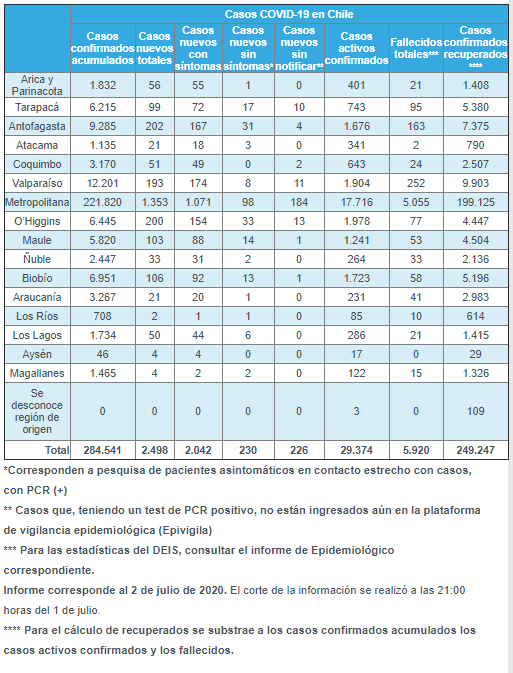 Casos COVID-19 en Chile
Casos confirmados acumulados | Casos nuevos totales | Casos nuevos con síntomas | Casos nuevos sin síntomas* | Casos nuevos sin notificar** | Casos activos confirmados | Fallecidos totales*** | Casos confirmados recuperados ****
Arica y Parinacota 1.832 56 55 1 0 401 21 1.408
Tarapacá 6.215 99 72 17 10 743 95 5.380
Antofagasta 9.285 202 167 31 4 1.676 163 7.375
Atacama 1.135 21 18 3 0 341 2 790
Coquimbo 3.170 51 49 0 2 643 24 2.507
Valparaíso 12.201 193 174 8 11 1.904 252 9.903
Metropolitana 221.820 1.353 1.071 98 184 17.716 5.055 199.125
O'Higgins 6.445 200 154 33 13 1.978 77 4.447
Maule 5.820 103 88 14 1 1.241 53 4.504
Ñuble 2.447 33 31 2 0 264 33 2.136
Biobío 6.951 106 92 13 1 1.723 58 5.196
Araucanía 3.267 21 20 1 0 231 41 2.983
Los Ríos 708 2 1 1 0 85 10 614
Los Lagos 1.734 50 44 6 0 286 21 1.415
Aysén 46 4 4 0 0 17 0 29
Magallanes 1.465 4 2 2 0 122 15 1.326
Se desconoce región de origen 0 0 0 0 0 3 0 109
Total 284.541 2.498 2.042 230 226 29.374 5.920 249.247
*Corresponden a pesquisa de pacientes asintomáticos en contacto estrecho con casos,
con PCR (+)
** Casos que, teniendo un test de PCR positivo, no están ingresados aún en la plataforma
de vigilancia epidemiológica (Epivigila)
*** Para las estadísticas del DEIS, consultar el informe de Epidemiológico
correspondiente.
Informe corresponde al 2 de julio de 2020. El corte de la información se realizó a las 21:00
horas del 1 de julio.
**** Para el cálculo de recuperados se substrae a los casos confirmados acumulados los
casos activos confirmados y los fallecidos.